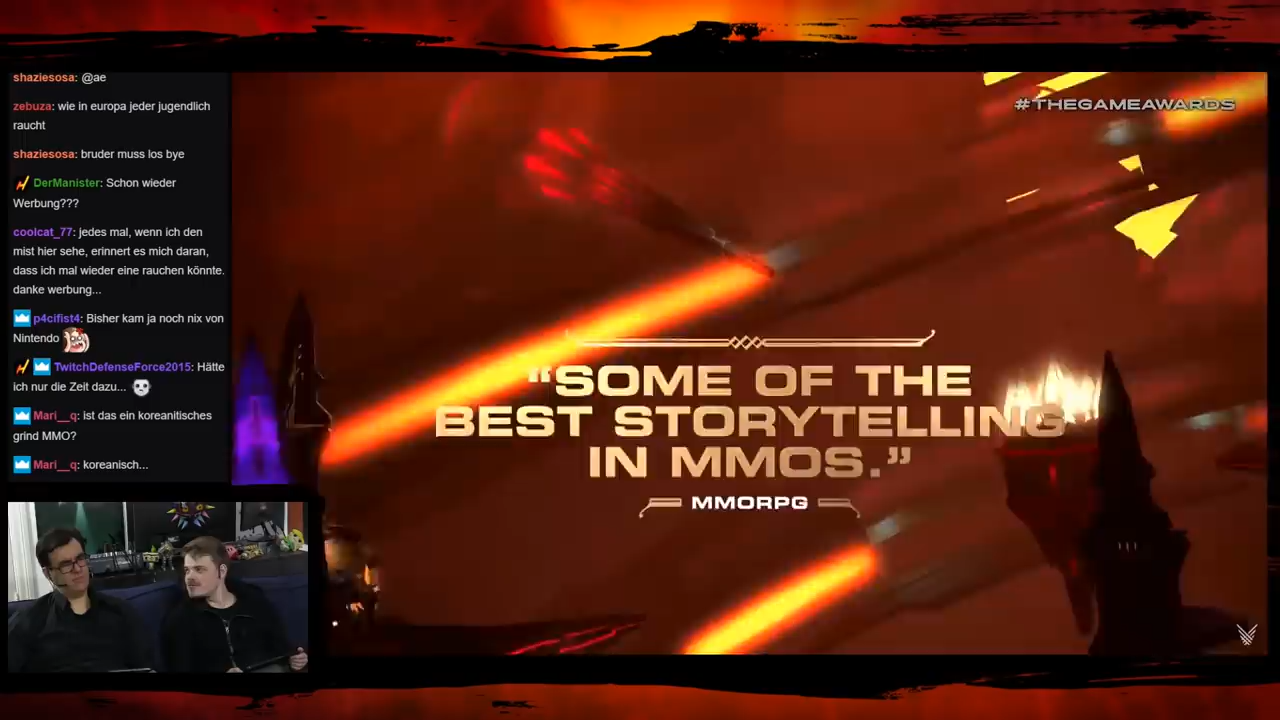 shaziesosa: @ae
zebuza: wie in europa jeder jugendlich
raucht
shaziesosa: bruder muss los bye
DerManister: Schon wieder
Werbung???
coolcat_77: jedes mal, wenn ich den
mist hier sehe, erinnert es mich daran,
dass ich mal wieder eine rauchen könnte.
danke werbung...
p4cifist4: Bisher kam ja noch nix von
Nintendo
TwitchDefenseForce2015: Hätte
ich nur die Zeit dazu...
Mari__q: ist das ein koreanitisches
grind MMO?
Mari__q: koreanisch...
#THEGAMEAWARDS
“SOME OF THE
BEST STORYTELLING
IN MMOS.”
MMORPG